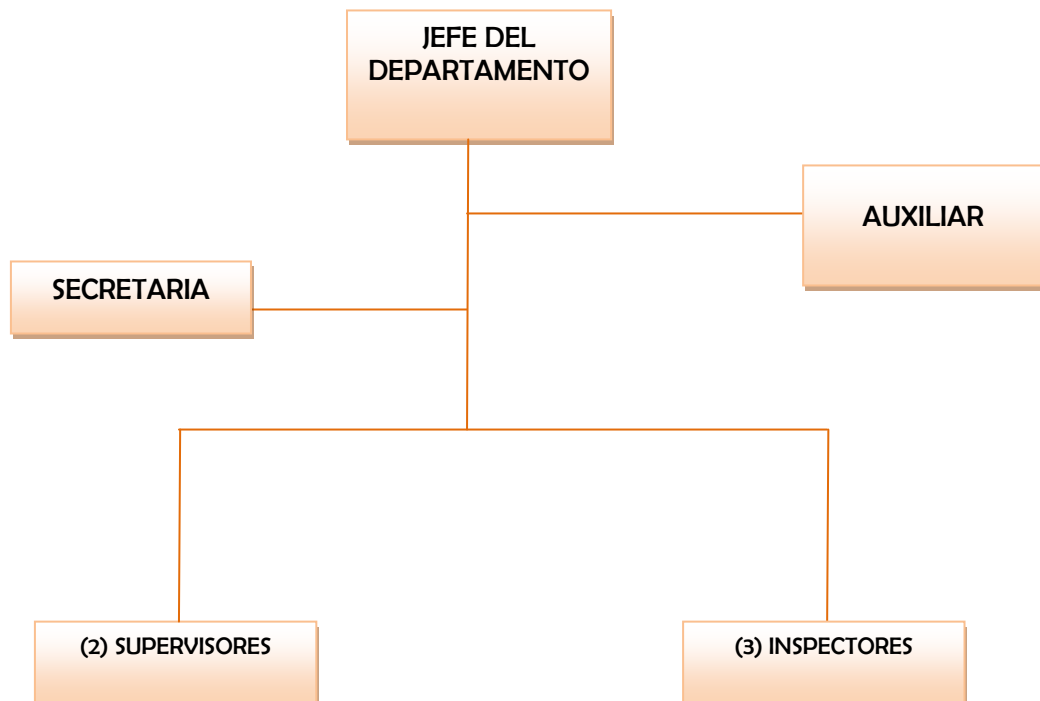 JEFE DEL
DEPARTAMENTO
AUXILIAR
SECRETARIA
(2) SUPERVISORES
(3) INSPECTORES